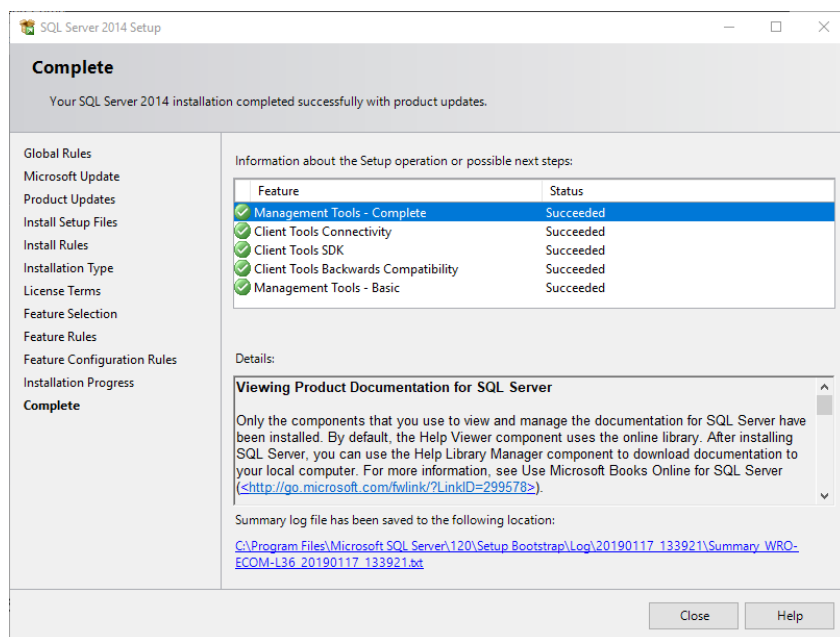 SQL Server 2014 Setup
Complete
Your SQL Server 2014 installation completed successfully with product updates.
Global Rules
Microsoft Update
Product Updates
Install Setup Files
Install Rules
Installation Type
License Terms
Feature Selection
Feature Rules
Feature Configuration Rules
Installation Progress
Complete
Information about the Setup operation or possible next steps:
Feature Status
Management Tools - Complete Succeeded
Client Tools Connectivity Succeeded
Client Tools SDK Succeeded
Client Tools Backwards Compatibility Succeeded
Management Tools - Basic Succeeded
Details:
Viewing Product Documentation for SQL Server
Only the components that you use to view and manage the documentation for SQL Server have
been installed. By default, the Help Viewer component uses the online library. After installing
SQL Server, you can use the Help Library Manager component to download documentation to
your local computer. For more information, see Use Microsoft Books Online for SQL Server
(<http://go.microsoft.com/fwlink/?LinkID=299578>).
Summary log file has been saved to the following location:
C:\Program Files\Microsoft SQL Server\120\Setup Bootstrap\Log\20190117_133921\Summary_WRO-
ECOM-L36_20190117_133921.txt
Close Help